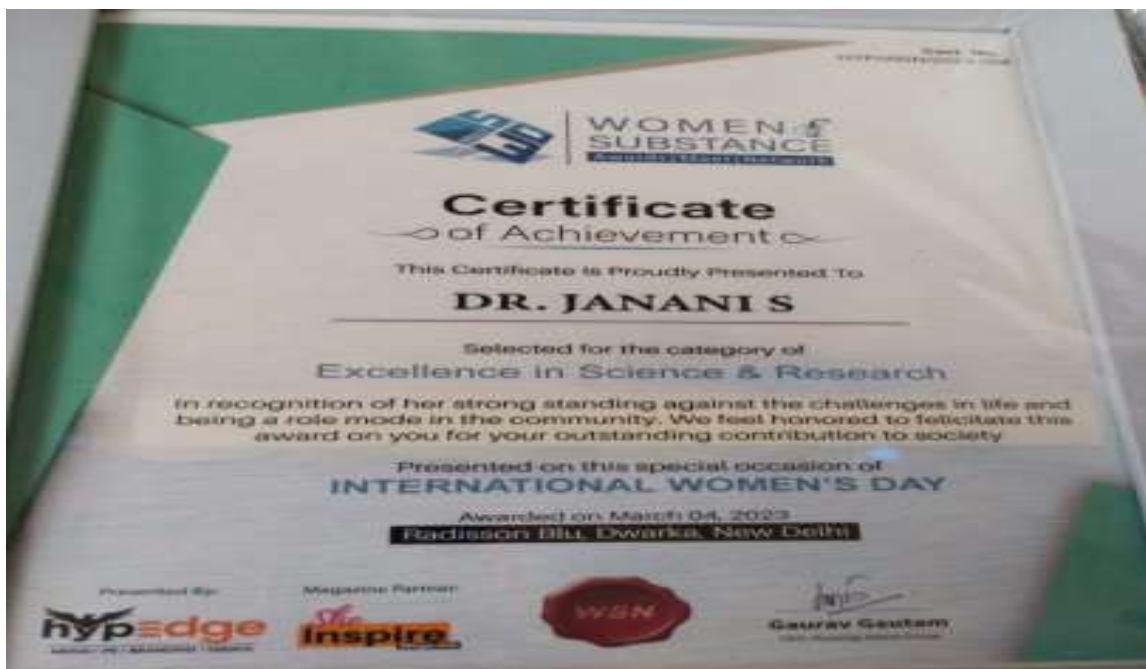 WOMEN of
SUBSTANCE
Awards | Meet | Network
Certificate
of Achievement
This Certificate is Proudly Presented To
DR. JANANI S
Selected for the category of
Excellence in Science & Research
In recognition of her strong standing against the challenges in life and
being a role mode in the community. We feel honored to felicitate this
award on you for your outstanding contribution to society
Presented on this special occasion of
INTERNATIONAL WOMEN'S DAY
Awarded on March 04, 2023
Radisson Blu, Dwarka, New Delhi
Presented By:
hypedge
Magazine Partner:
She
Inspire
WSN
Gaurav Gautam